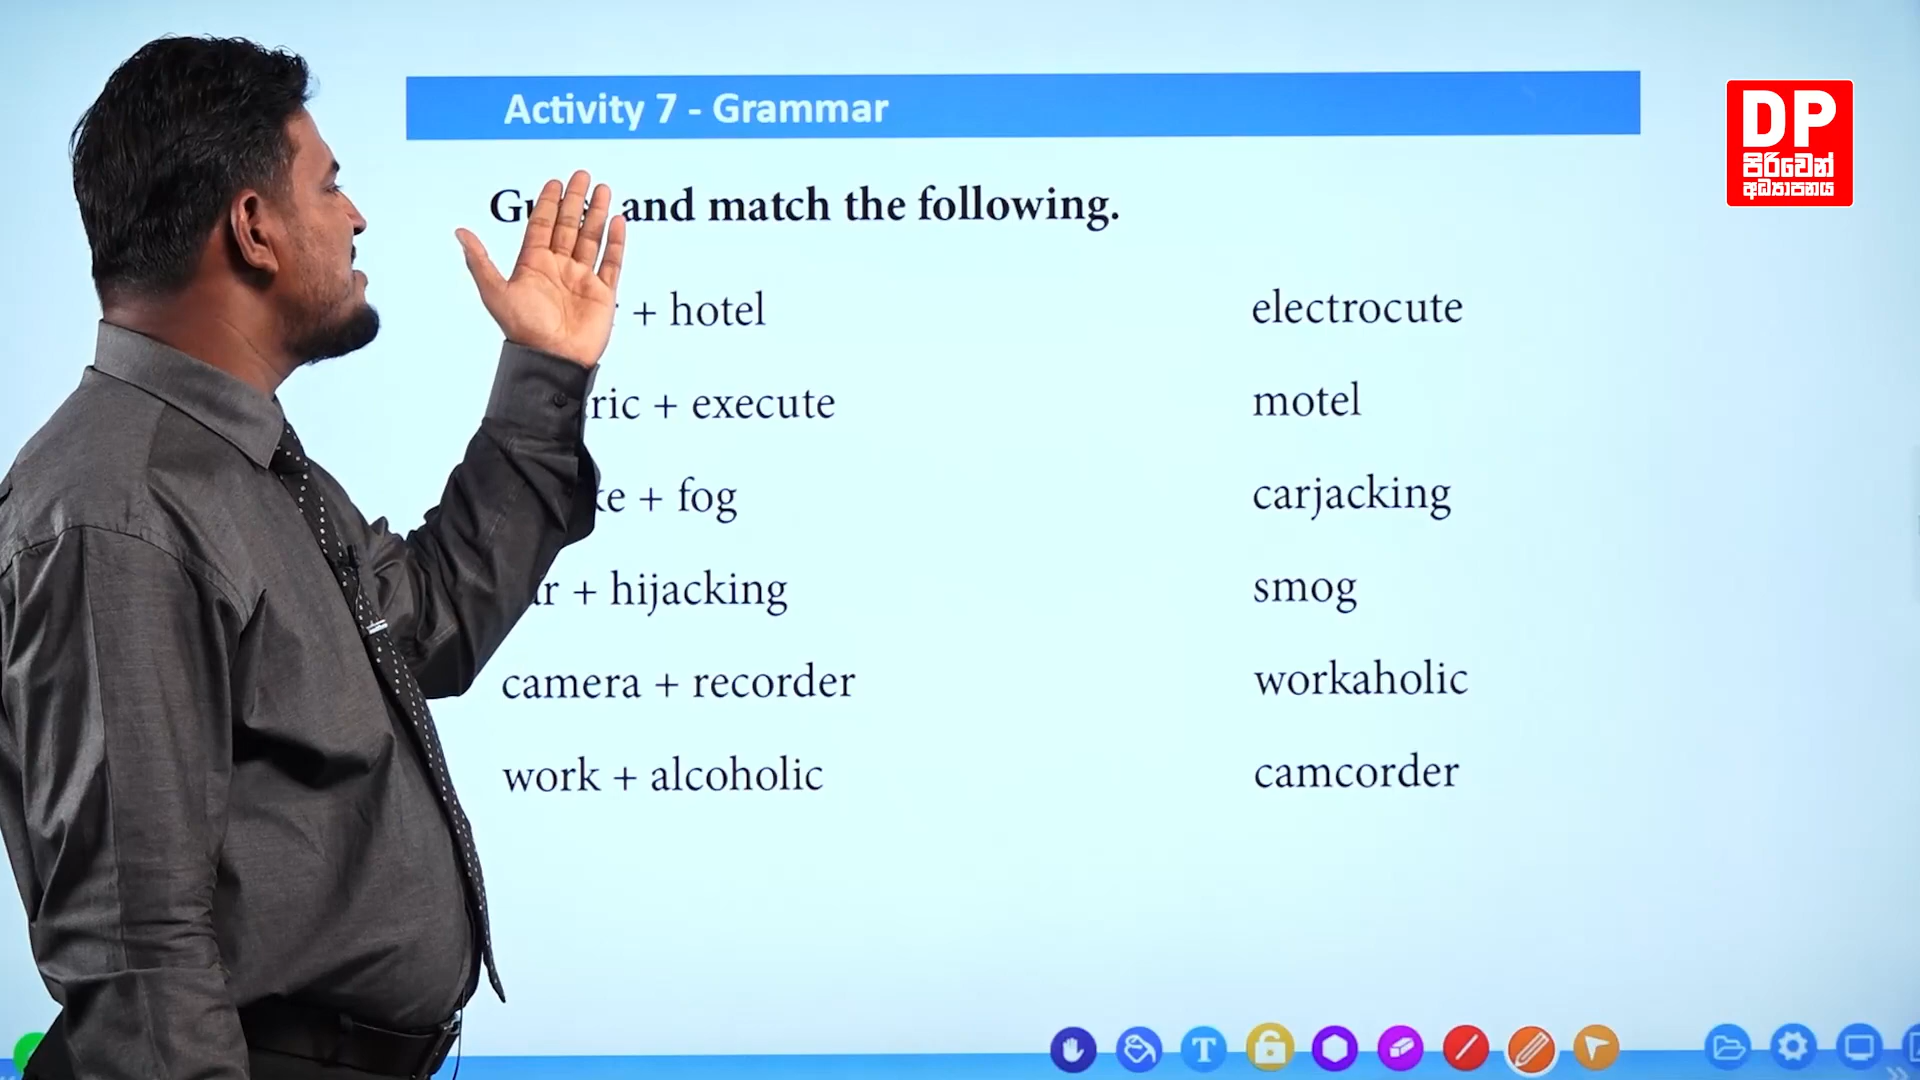 Activity 7 - Grammar
DP
පිරිවෙන්
අධ්‍යාපනය
and match the following.
+ hotel
electrocute
+ execute
motel
+ fog
carjacking
+ hijacking
smog
camera + recorder
workaholic
work + alcoholic
camcorder
T